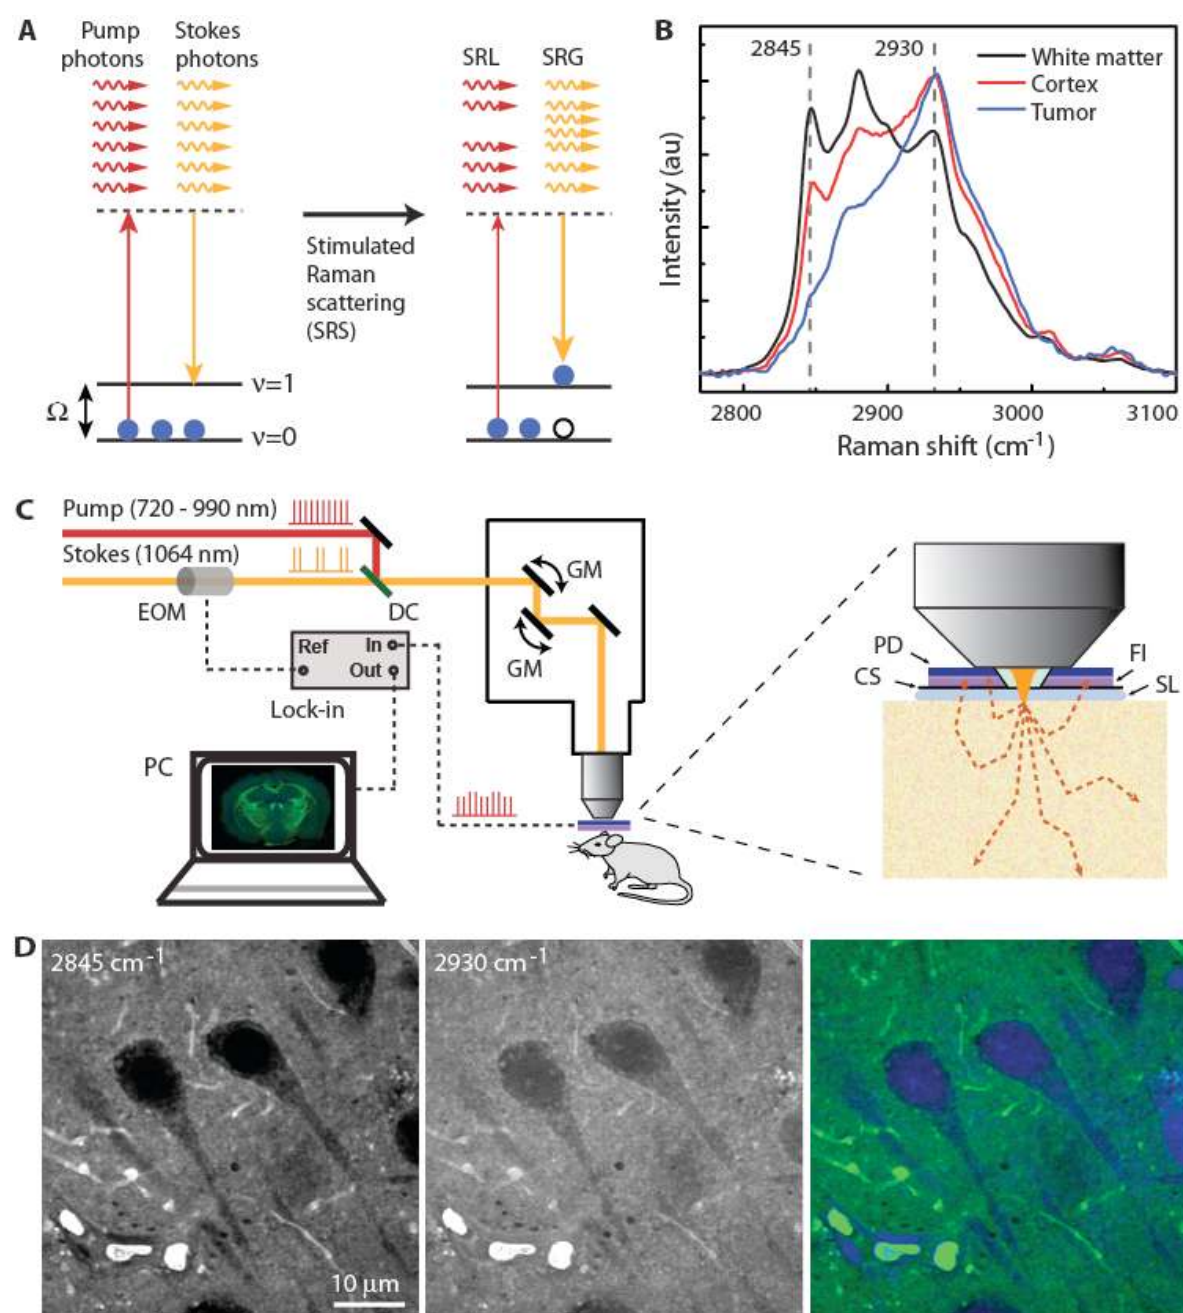 A
Pump
photons
Stokes
photons
SRL
SRG
Stimulated
Raman
scattering
(SRS)
Ω
ν=1
ν=0
B
2845
2930
White matter
Cortex
Tumor
Intensity (au)
2800
2900
3000
3100
Raman shift (cm⁻¹)
C
Pump (720 - 990 nm)
Stokes (1064 nm)
EOM
DC
GM
GM
Ref
In
Out
Lock-in
PC
PD
CS
FI
SL
D
2845 cm⁻¹
2930 cm⁻¹
10 μm